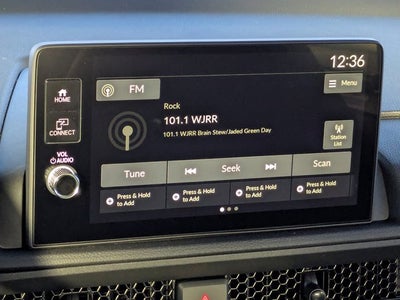 12:36
FM
Menu
HOME
Rock
101.1 WJRR
101.1 WJRR Brain Stew/Jaded Green Day
CONNECT
Station
List
VOL
AUDIO
Tune
Seek
Scan
Press & Hold
to Add
Press & Hold
to Add
Press & Hold
to Add
Press & Hold
to Add